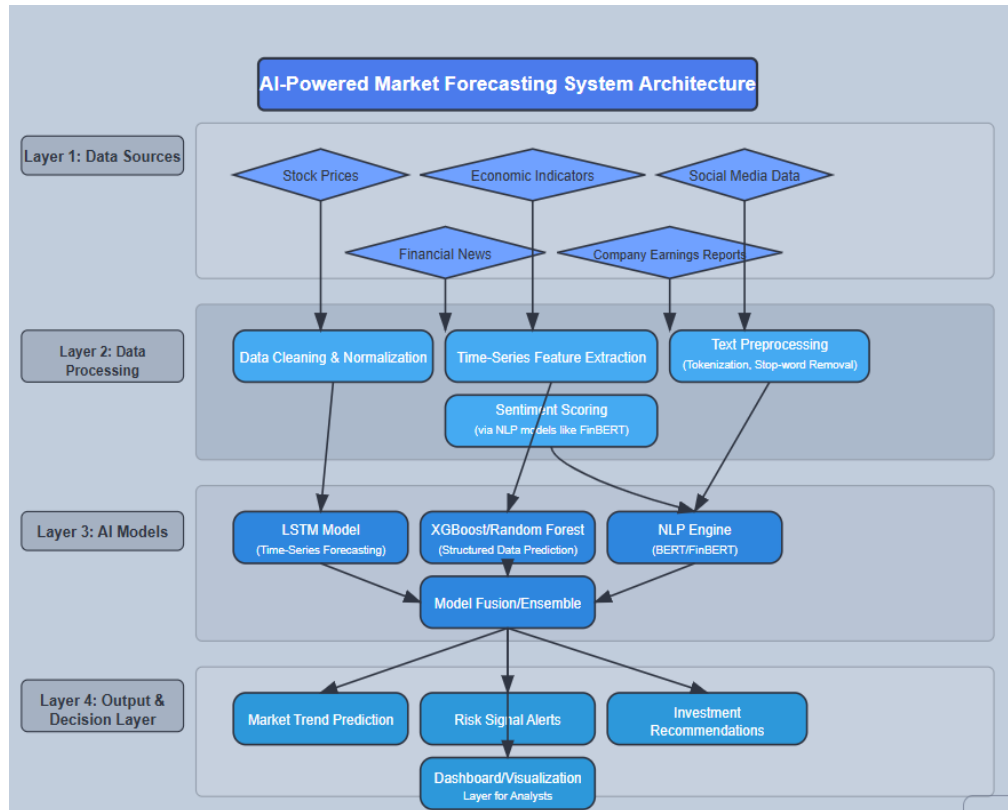 AI-Powered Market Forecasting System Architecture
Layer 1: Data Sources
Stock Prices
Economic Indicators
Social Media Data
Financial News
Company Earnings Reports
Layer 2: Data
Processing
Data Cleaning & Normalization
Time-Series Feature Extraction
Text Preprocessing
(Tokenization, Stop-word Removal)
Sentiment Scoring
(via NLP models like FinBERT)
Layer 3: AI Models
LSTM Model
(Time-Series Forecasting)
XGBoost/Random Forest
(Structured Data Prediction)
NLP Engine
(BERT/FinBERT)
Model Fusion/Ensemble
Layer 4: Output &
Decision Layer
Market Trend Prediction
Risk Signal Alerts
Investment
Recommendations
Dashboard/Visualization
Layer for Analysts